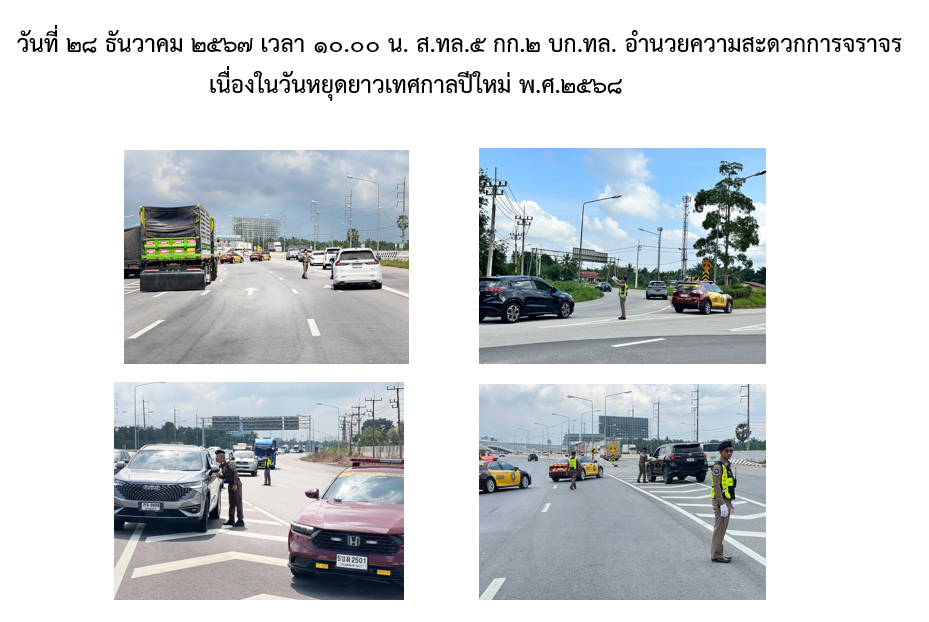 วันที่ ๒๘ ธันวาคม ๒๕๖๗ เวลา ๑๐.๐๐ น. ส.ทล.๕ กก.๒ บก.ทล. อำนวยความสะดวกการจราจร
เนื่องในวันหยุดยาวเทศกาลปีใหม่ พ.ศ.๒๕๖๘